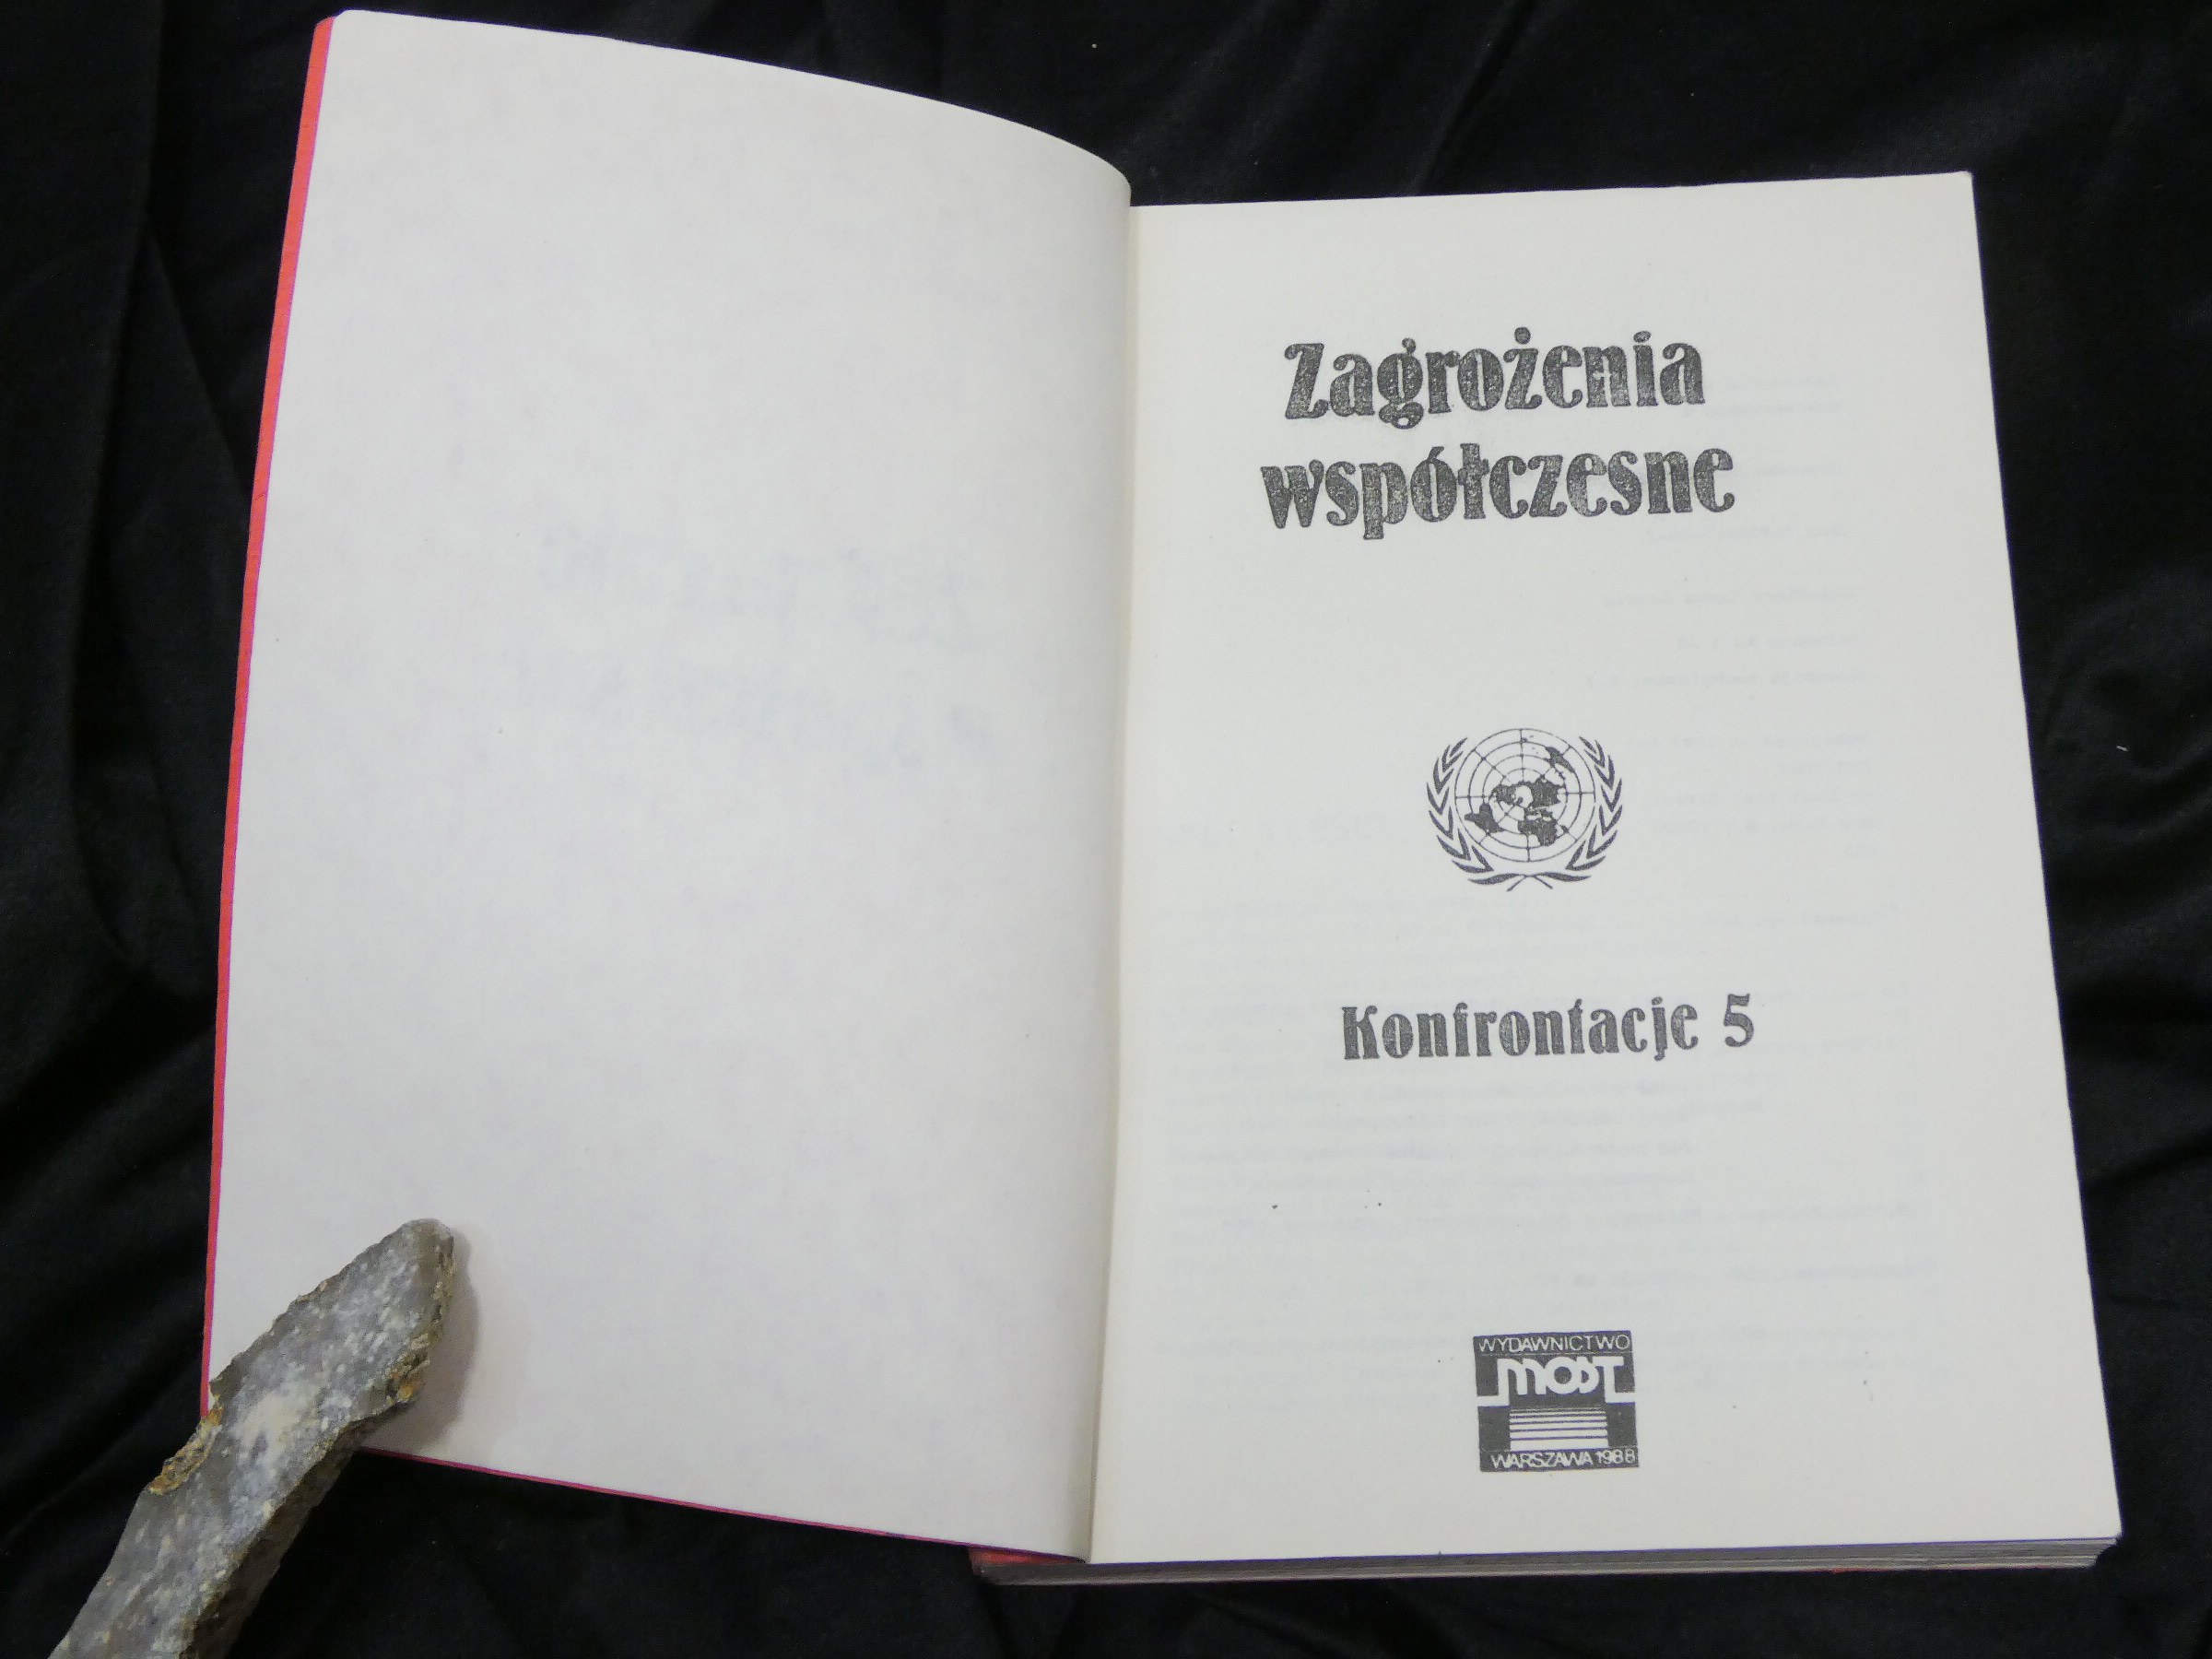 Zagrożenia
współczesne
Konfrontacje 5
WYDAWNICTWO
MOST
WARSZAWA 1988